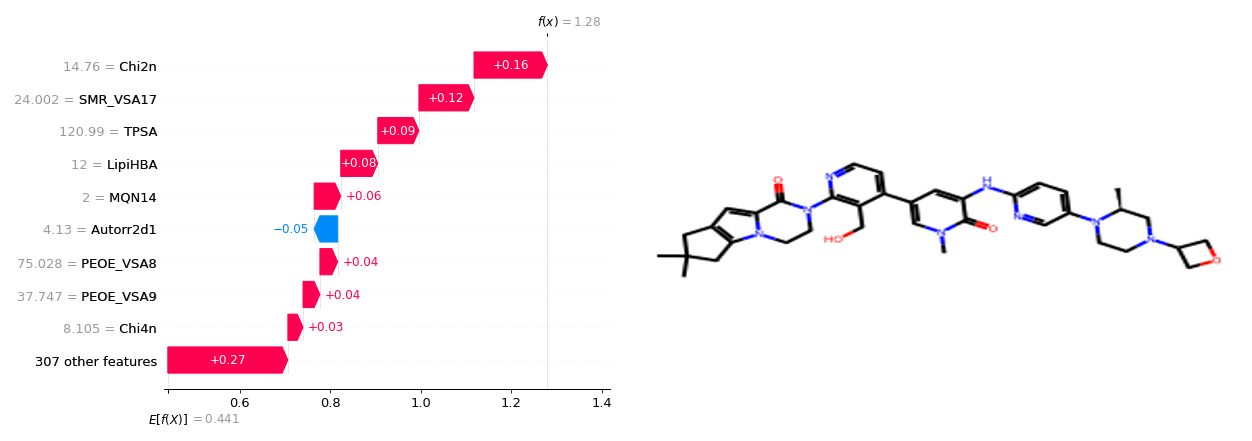 f(x) = 1.28
14.76 = Chi2n +0.16
24.002 = SMR_VSA17 +0.12
120.99 = TPSA +0.09
12 = LipiHBA +0.08
2 = MQN14 +0.06
4.13 = Autorr2d1 −0.05
75.028 = PEOE_VSA8 +0.04
37.747 = PEOE_VSA9 +0.04
8.105 = Chi4n +0.03
307 other features +0.27
0.6 0.8 1.0 1.2 1.4
E[f(X)] = 0.441
O N H N
N N O N N
HO N N O